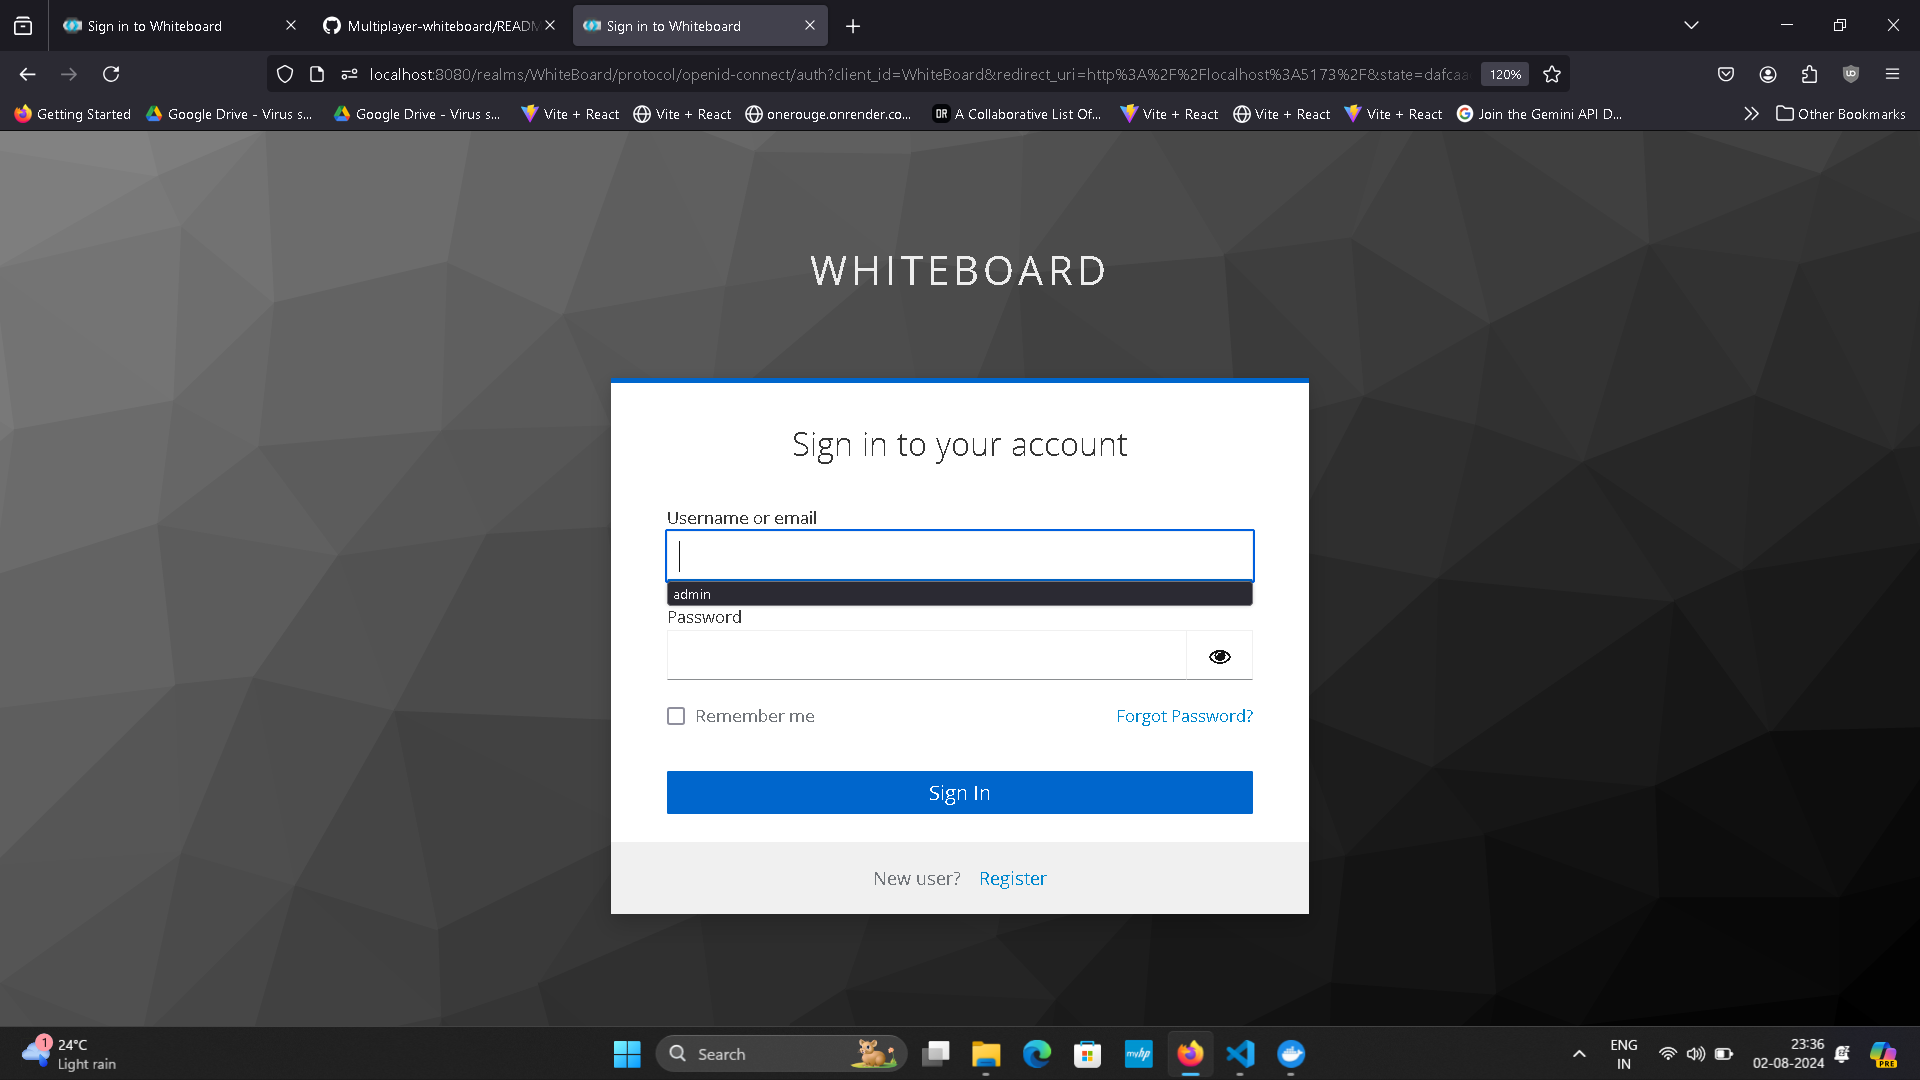 Sign in to Whiteboard
Multiplayer-whiteboard/READM
Sign in to Whiteboard
localhost:8080/realms/WhiteBoard/protocol/openid-connect/auth?client_id=WhiteBoard&redirect_uri=http%3A%2F%2Flocalhost%3A5173%2F&state=dafcaa
120%
Getting Started
Google Drive - Virus s...
Google Drive - Virus s...
Vite + React
Vite + React
onerouge.onrender.co...
DR
A Collaborative List Of...
Vite + React
Vite + React
Vite + React
Join the Gemini API D...
Other Bookmarks
WHITEBOARD
Sign in to your account
Username or email
admin
Password
Remember me
Forgot Password?
Sign In
New user? Register
1
24°C
Light rain
Search
myhp
ENG
IN
23:36
02-08-2024
PRE